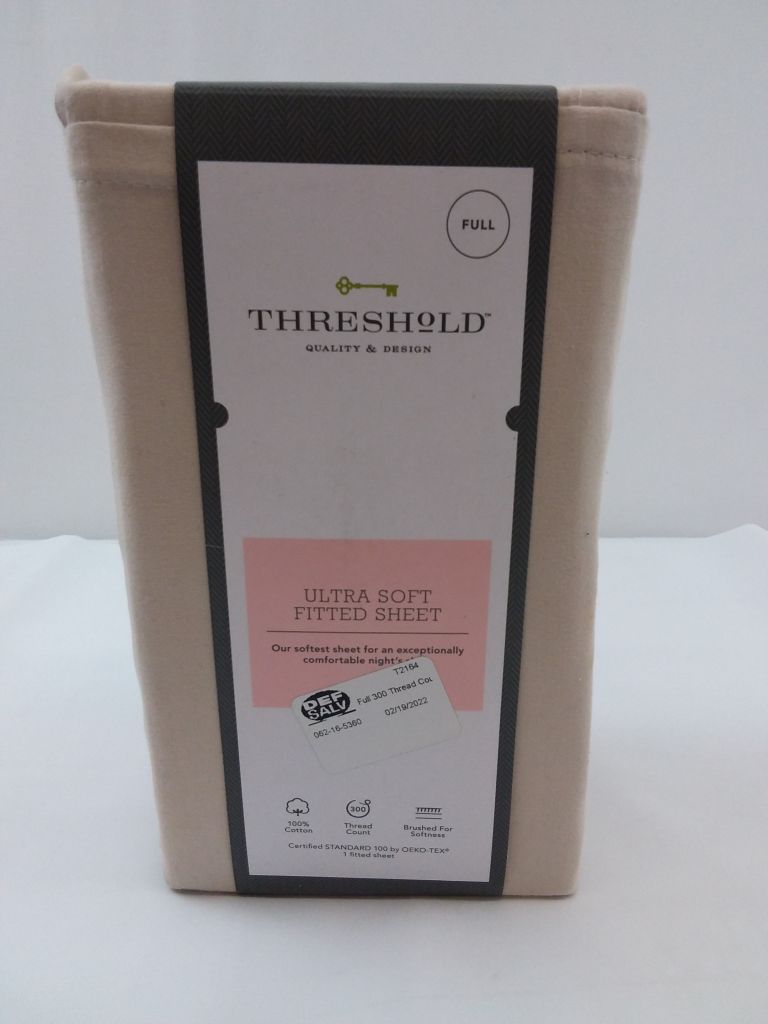 FULL
THRESHOLD™
QUALITY & DESIGN
ULTRA SOFT
FITTED SHEET
Our softest sheet for an exceptionally
comfortable night's
T2164
DEF
SALV
Full 300 Thread Cou
062-16-5360
02/19/2022
300
100%
Cotton
Thread
Count
Brushed For
Softness
Certified STANDARD 100 by OEKO-TEX®
1 fitted sheet